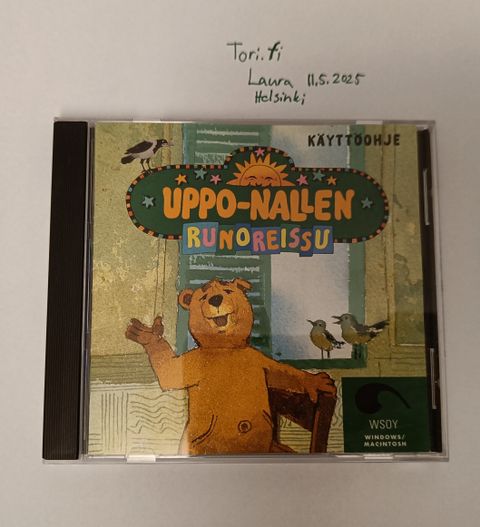 Tori.fi
Laura 11.5.2025
Helsinki
KÄYTTÖOHJE
UPPO-NALLEN
RUNOREISSU
WSOY
WINDOWS/
MACINTOSH